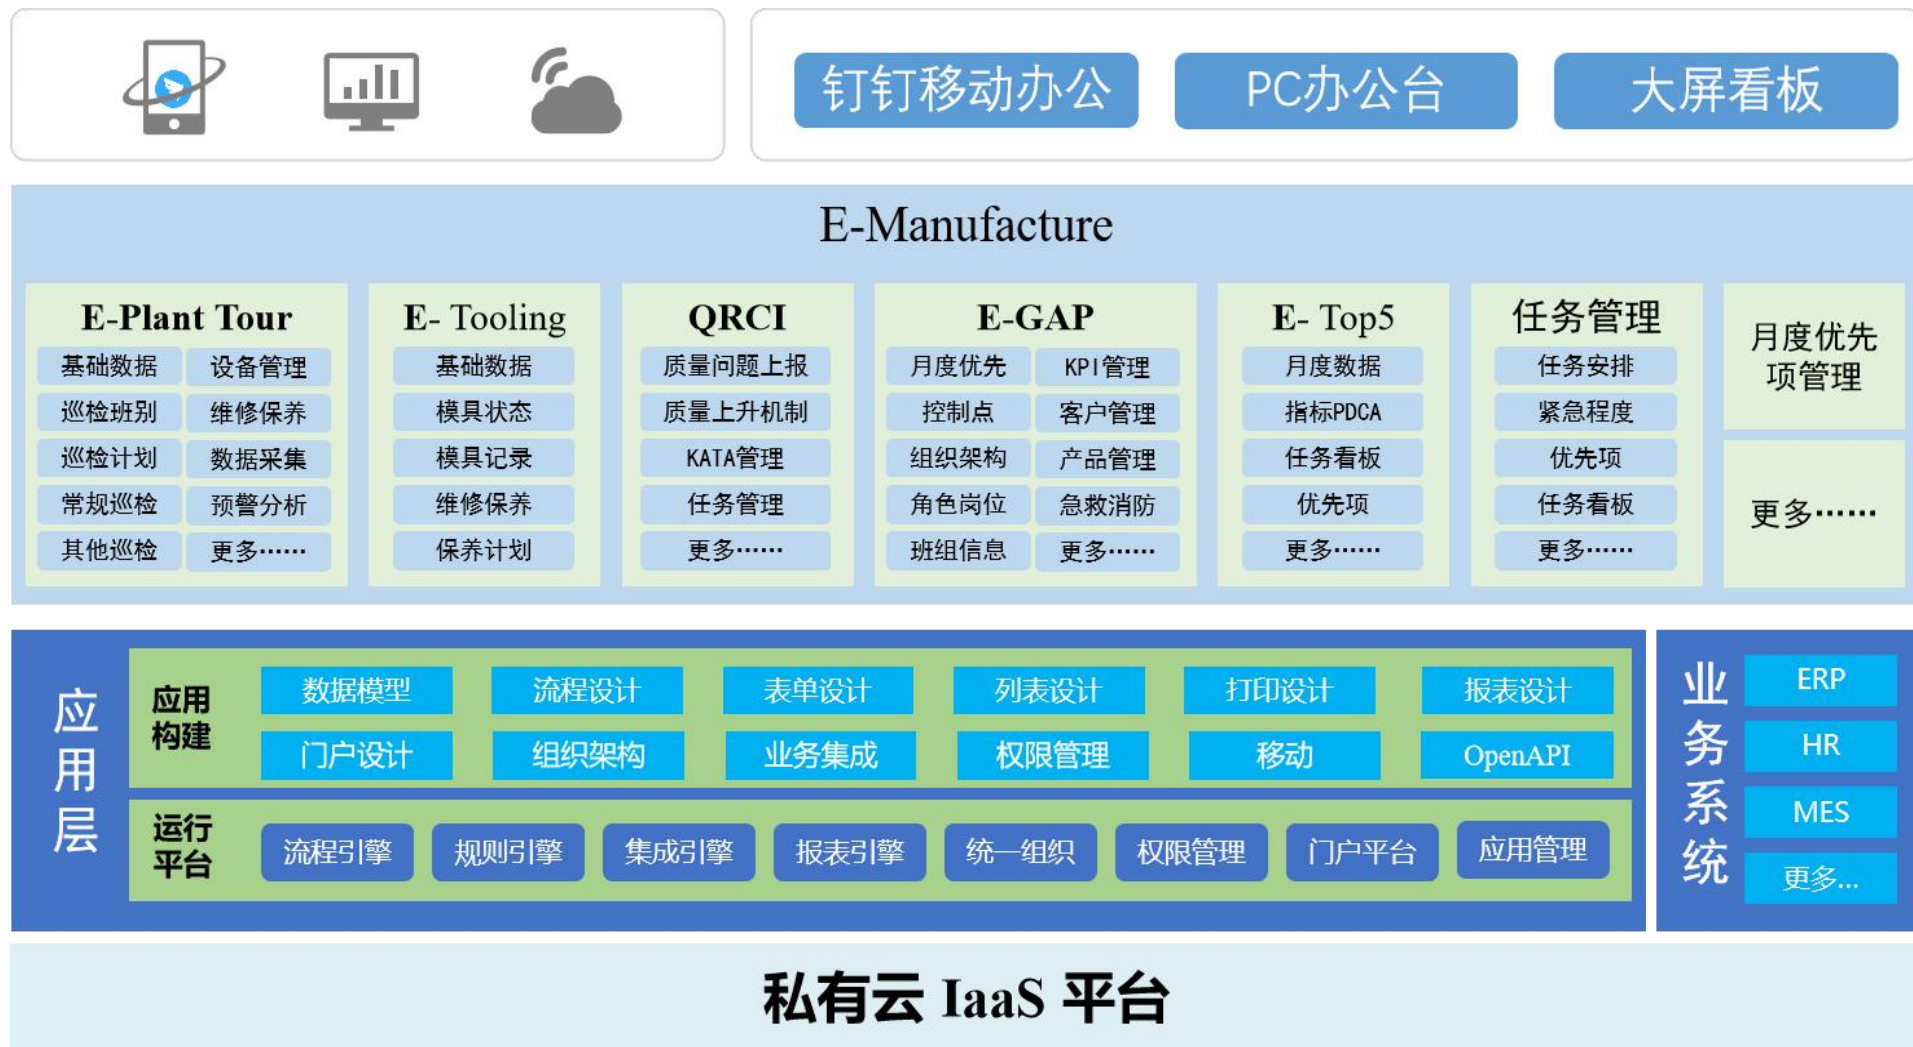 钉钉移动办公
PC办公台
大屏看板
E-Manufacture
E-Plant Tour
基础数据
设备管理
巡检班别
维修保养
巡检计划
数据采集
常规巡检
预警分析
其他巡检
更多……
E- Tooling
基础数据
模具状态
模具记录
维修保养
保养计划
QRCI
质量问题上报
质量上升机制
KATA管理
任务管理
更多……
E-GAP
月度优先
KPI管理
控制点
客户管理
组织架构
产品管理
角色岗位
急救消防
班组信息
更多……
E- Top5
月度数据
指标PDCA
任务看板
优先项
更多……
任务管理
任务安排
紧急程度
优先项
任务看板
更多……
月度优先
项管理
更多……
应用层
应用
构建
数据模型
流程设计
表单设计
列表设计
打印设计
报表设计
门户设计
组织架构
业务集成
权限管理
移动
OpenAPI
运行
平台
流程引擎
规则引擎
集成引擎
报表引擎
统一组织
权限管理
门户平台
应用管理
业务系统
ERP
HR
MES
更多...
私有云 IaaS 平台